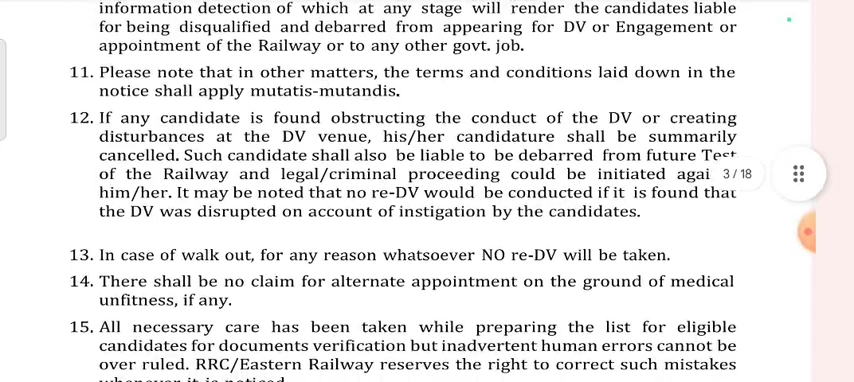 information detection of which at any stage will render the candidates liable
for being disqualified and debarred from appearing for DV or Engagement or
appointment of the Railway or to any other govt. job.
11. Please note that in other matters, the terms and conditions laid down in the
notice shall apply mutatis-mutandis.
12. If any candidate is found obstructing the conduct of the DV or creating
disturbances at the DV venue, his/her candidature shall be summarily
cancelled. Such candidate shall also be liable to be debarred from future Test
of the Railway and legal/criminal proceeding could be initiated agai 3/18
him/her. It may be noted that no re-DV would be conducted if it is found that
the DV was disrupted on account of instigation by the candidates.
13. In case of walk out, for any reason whatsoever NO re-DV will be taken.
14. There shall be no claim for alternate appointment on the ground of medical
unfitness, if any.
15. All necessary care has been taken while preparing the list for eligible
candidates for documents verification but inadvertent human errors cannot be
over ruled. RRC/Eastern Railway reserves the right to correct such mistakes
whenever it is noticed